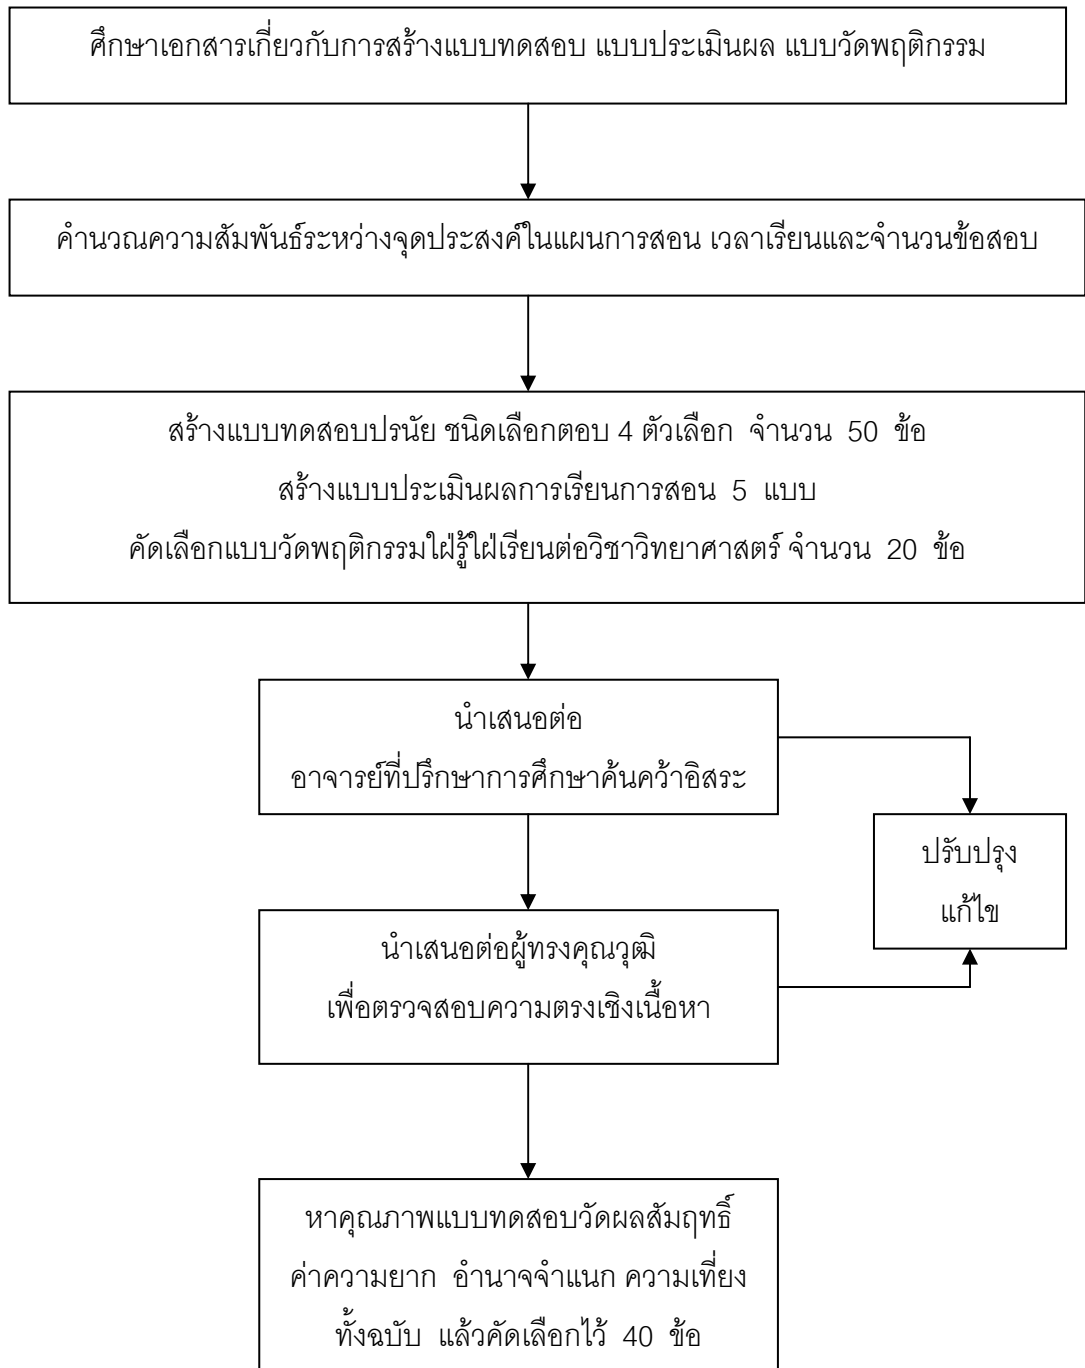 ศึกษาเอกสารเกี่ยวกับการสร้างแบบทดสอบ แบบประเมินผล แบบวัดพฤติกรรม
คำนวณความสัมพันธ์ระหว่างจุดประสงค์ในแผนการสอน เวลาเรียนและจำนวนข้อสอบ
สร้างแบบทดสอบปรนัย ชนิดเลือกตอบ 4 ตัวเลือก จำนวน 50 ข้อ
สร้างแบบประเมินผลการเรียนการสอน 5 แบบ
คัดเลือกแบบวัดพฤติกรรมใฝ่รู้ใฝ่เรียนต่อวิชาวิทยาศาสตร์ จำนวน 20 ข้อ
นำเสนอต่อ
อาจารย์ที่ปรึกษาการศึกษาค้นคว้าอิสระ
ปรับปรุง
แก้ไข
นำเสนอต่อผู้ทรงคุณวุฒิ
เพื่อตรวจสอบความตรงเชิงเนื้อหา
หาคุณภาพแบบทดสอบวัดผลสัมฤทธิ์
ค่าความยาก อำนาจจำแนก ความเที่ยง
ทั้งฉบับ แล้วคัดเลือกไว้ 40 ข้อ